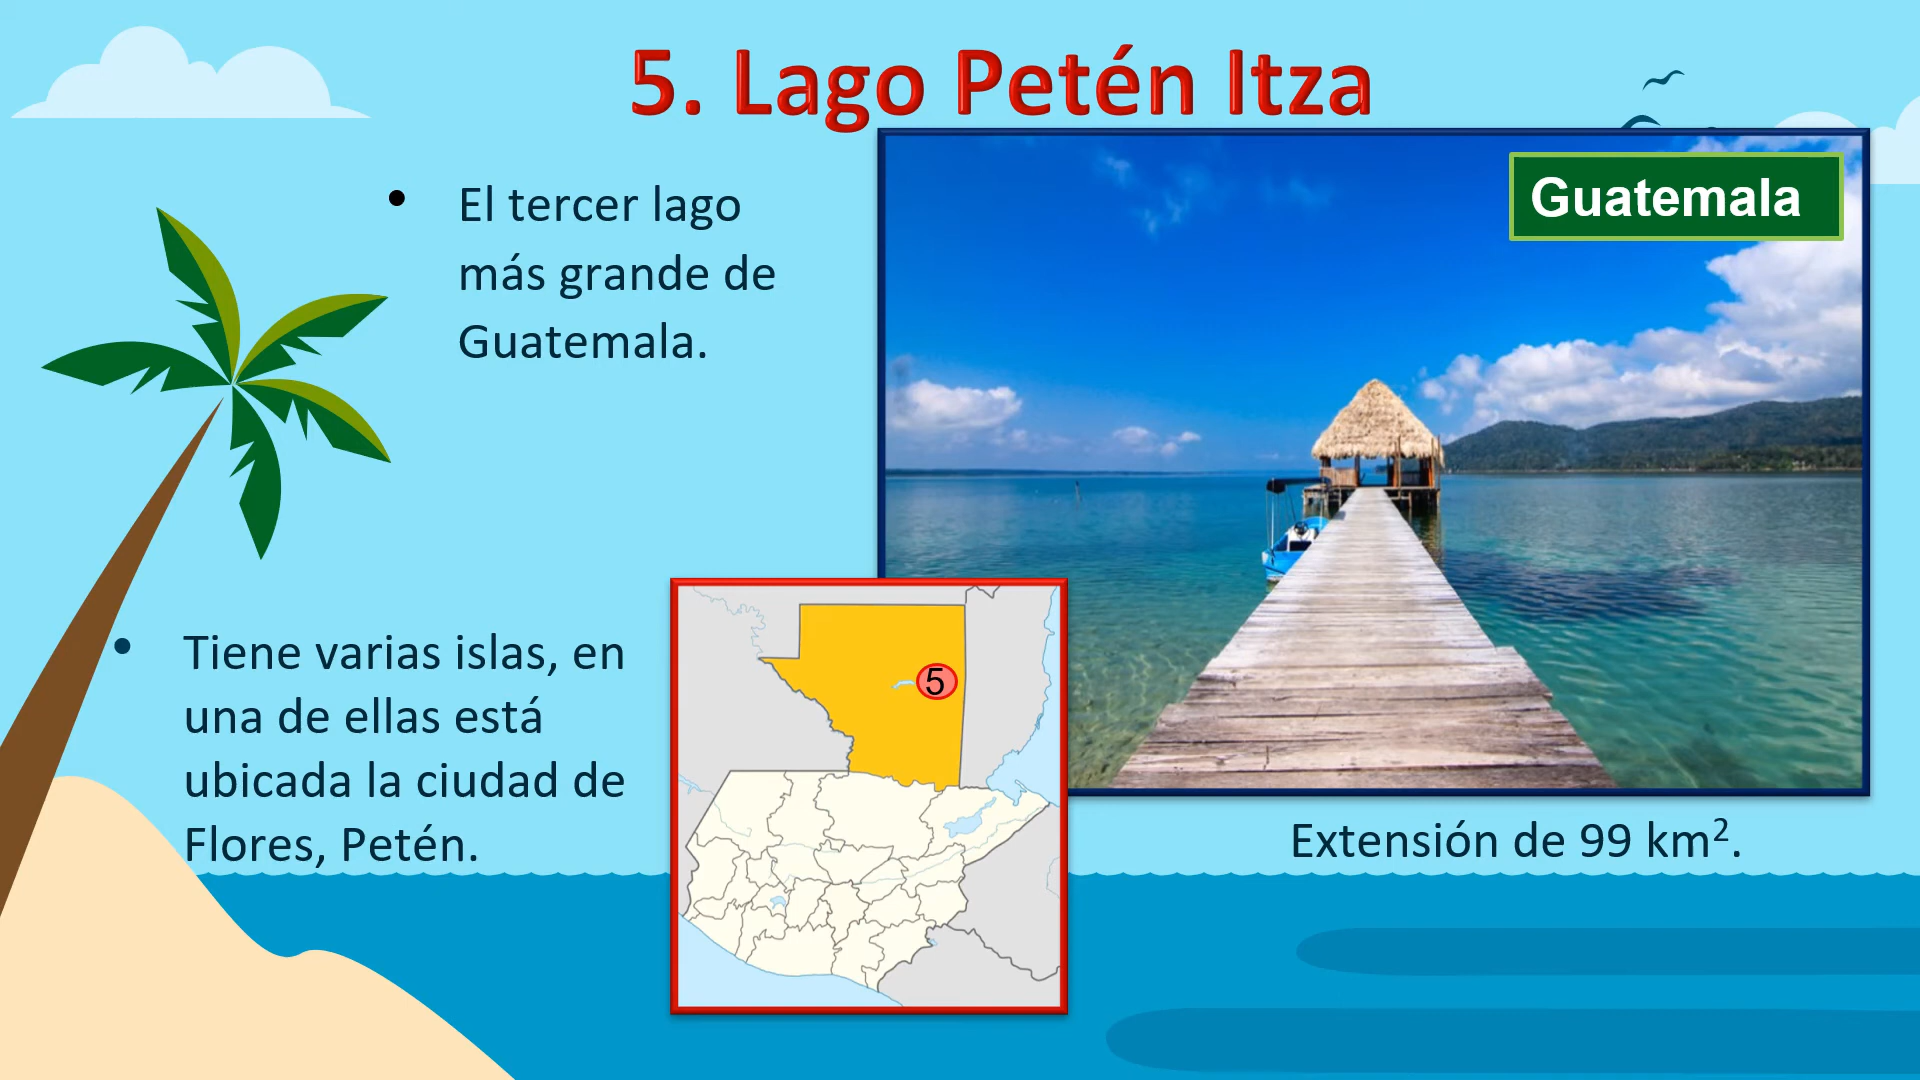 5. Lago Petén Itza
Guatemala
• El tercer lago
más grande de
Guatemala.
5
• Tiene varias islas, en
una de ellas está
ubicada la ciudad de
Flores, Petén.
Extensión de 99 km².